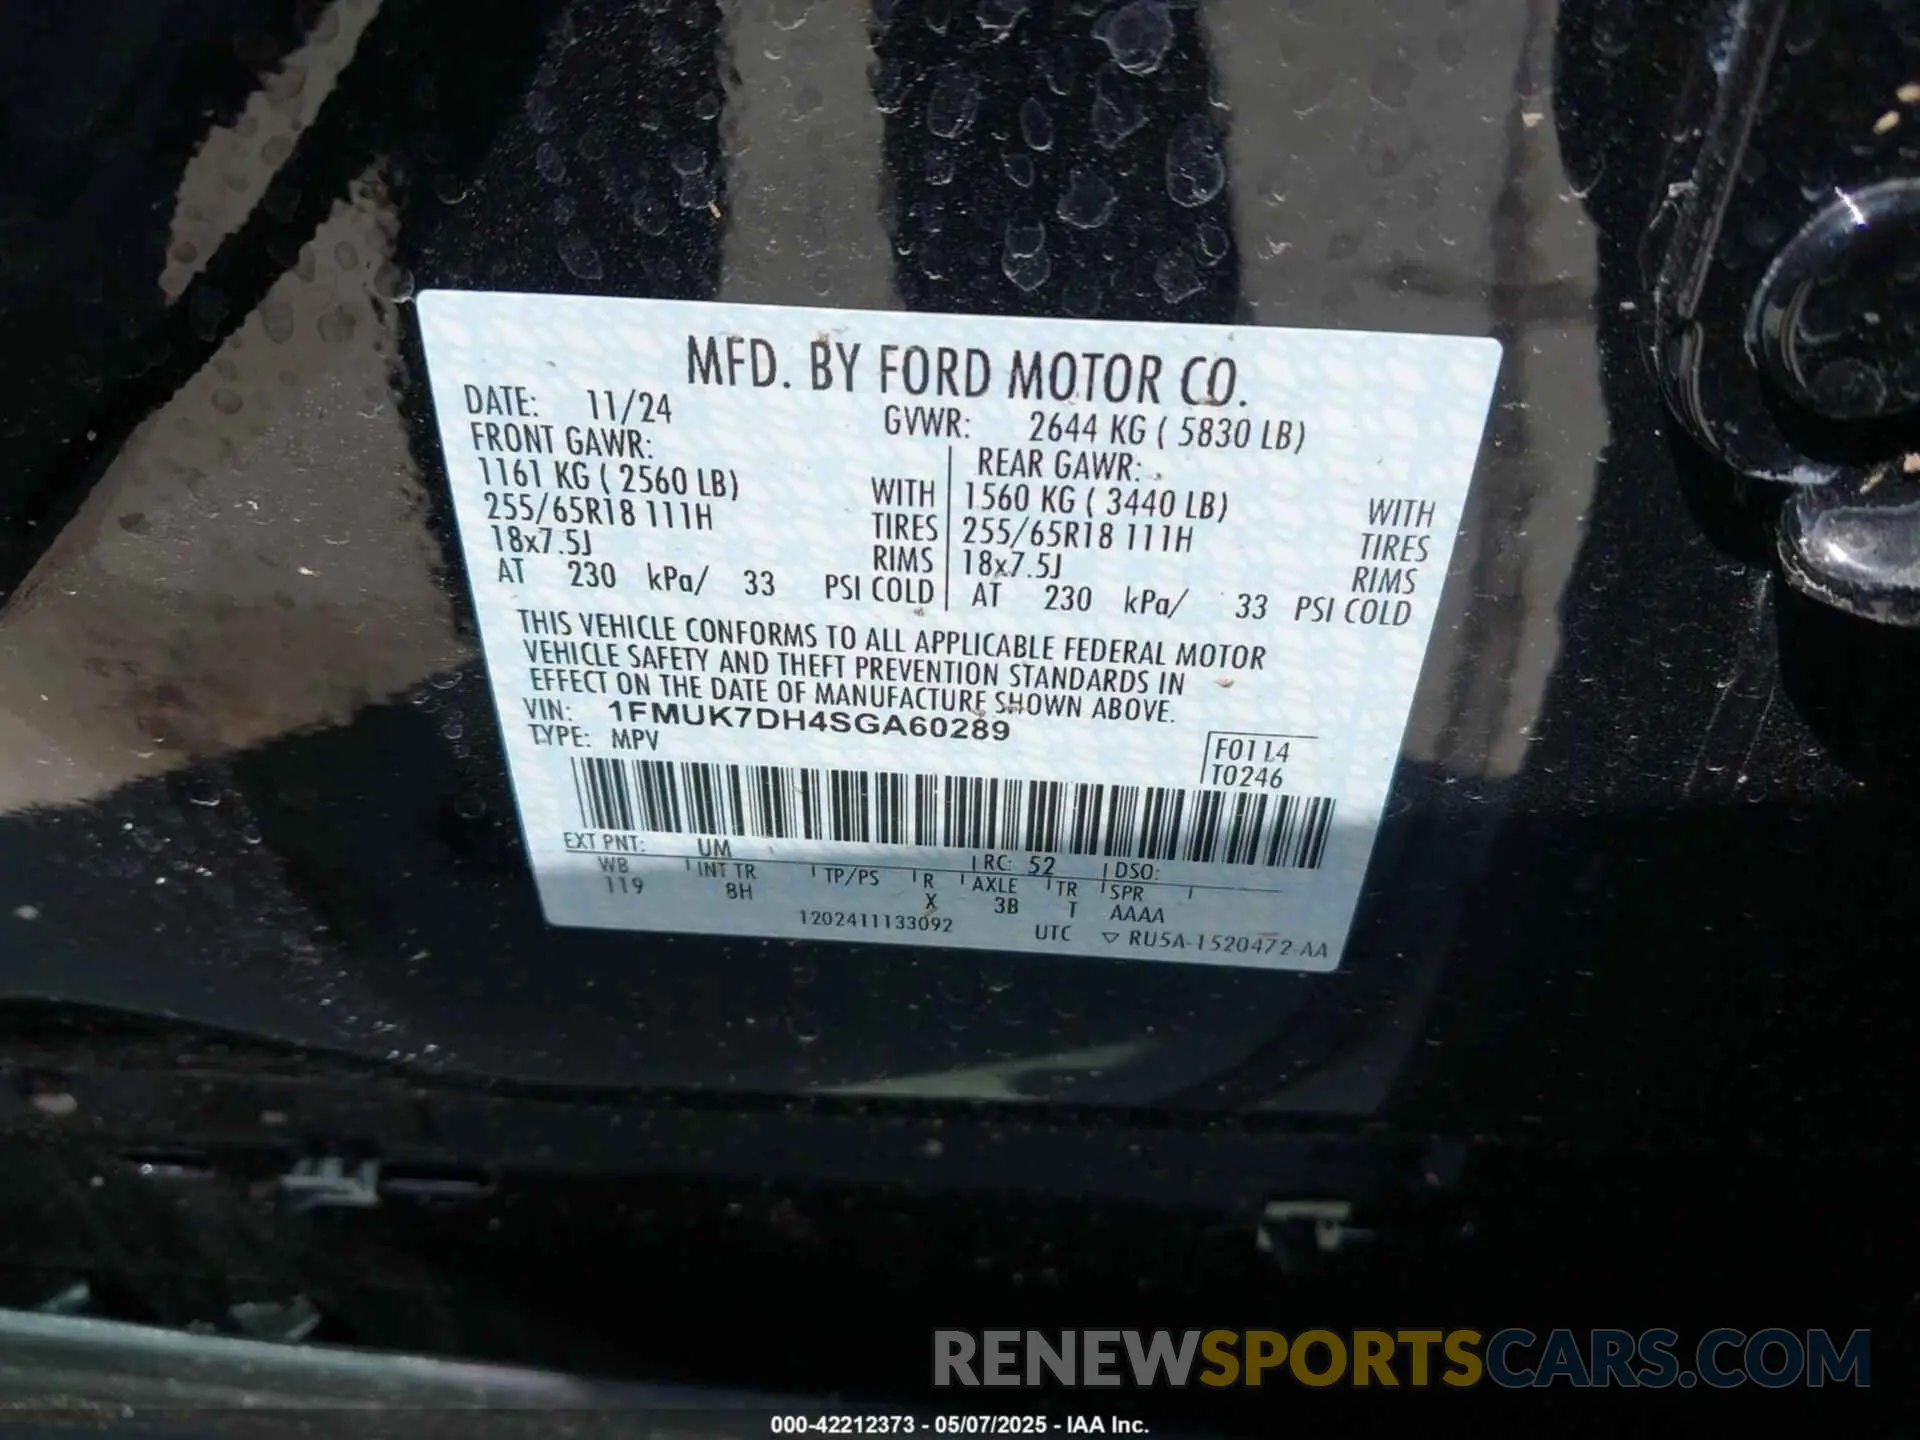 MFD. BY FORD MOTOR CO.
DATE: 11/24 GVWR: 2644 KG ( 5830 LB)
FRONT GAWR: REAR GAWR:
1161 KG ( 2560 LB) WITH 1560 KG ( 3440 LB) WITH
255/65R18 111H TIRES 255/65R18 111H TIRES
18x7.5J RIMS 18x7.5J RIMS
AT 230 kPa/ 33 PSI COLD AT 230 kPa/ 33 PSI COLD
THIS VEHICLE CONFORMS TO ALL APPLICABLE FEDERAL MOTOR
VEHICLE SAFETY AND THEFT PREVENTION STANDARDS IN
EFFECT ON THE DATE OF MANUFACTURE SHOWN ABOVE.
VIN: 1FMUK7DH4SGA60289
TYPE: MPV
F0114
T0246
EXT PNT: UM RC: 52 DSO:
WB INT TR TP/PS R AXLE TR SPR
119 8H X 3B T AAAA
1202411133092 UTC ▽ RU5A-1520472-AA
RENEWSPORTSCARS.COM
000-42212373 - 05/07/2025 - IAA Inc.